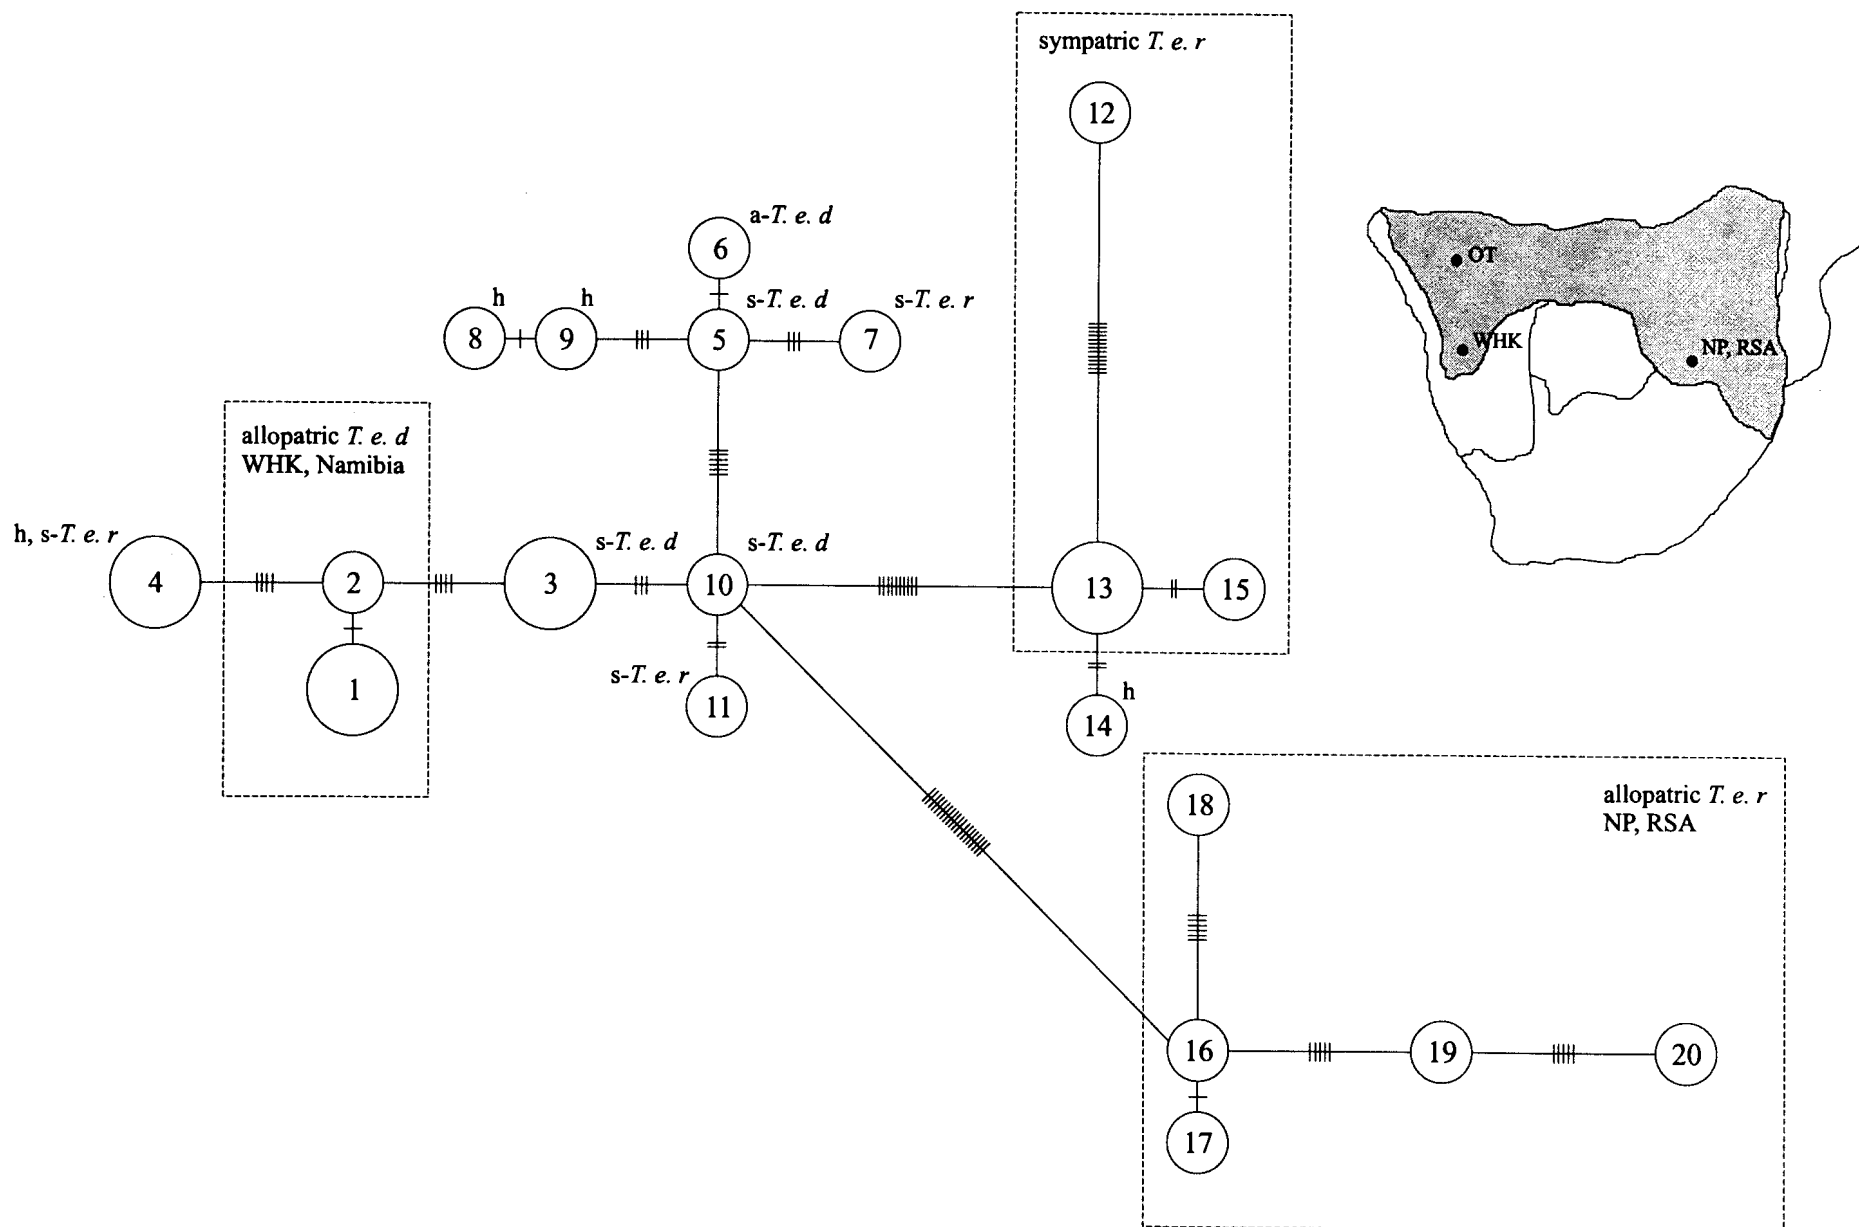 sympatric T. e. r
12
a-T. e. d
6
OT
h
h
s-T. e. d
s-T. e. r
8
9
5
7
WHK
NP, RSA
allopatric T. e. d
WHK, Namibia
h, s-T. e. r
4
2
3
s-T. e. d
10
s-T. e. d
13
15
1
s-T. e. r
11
14
h
18
allopatric T. e. r
NP, RSA
16
19
20
17